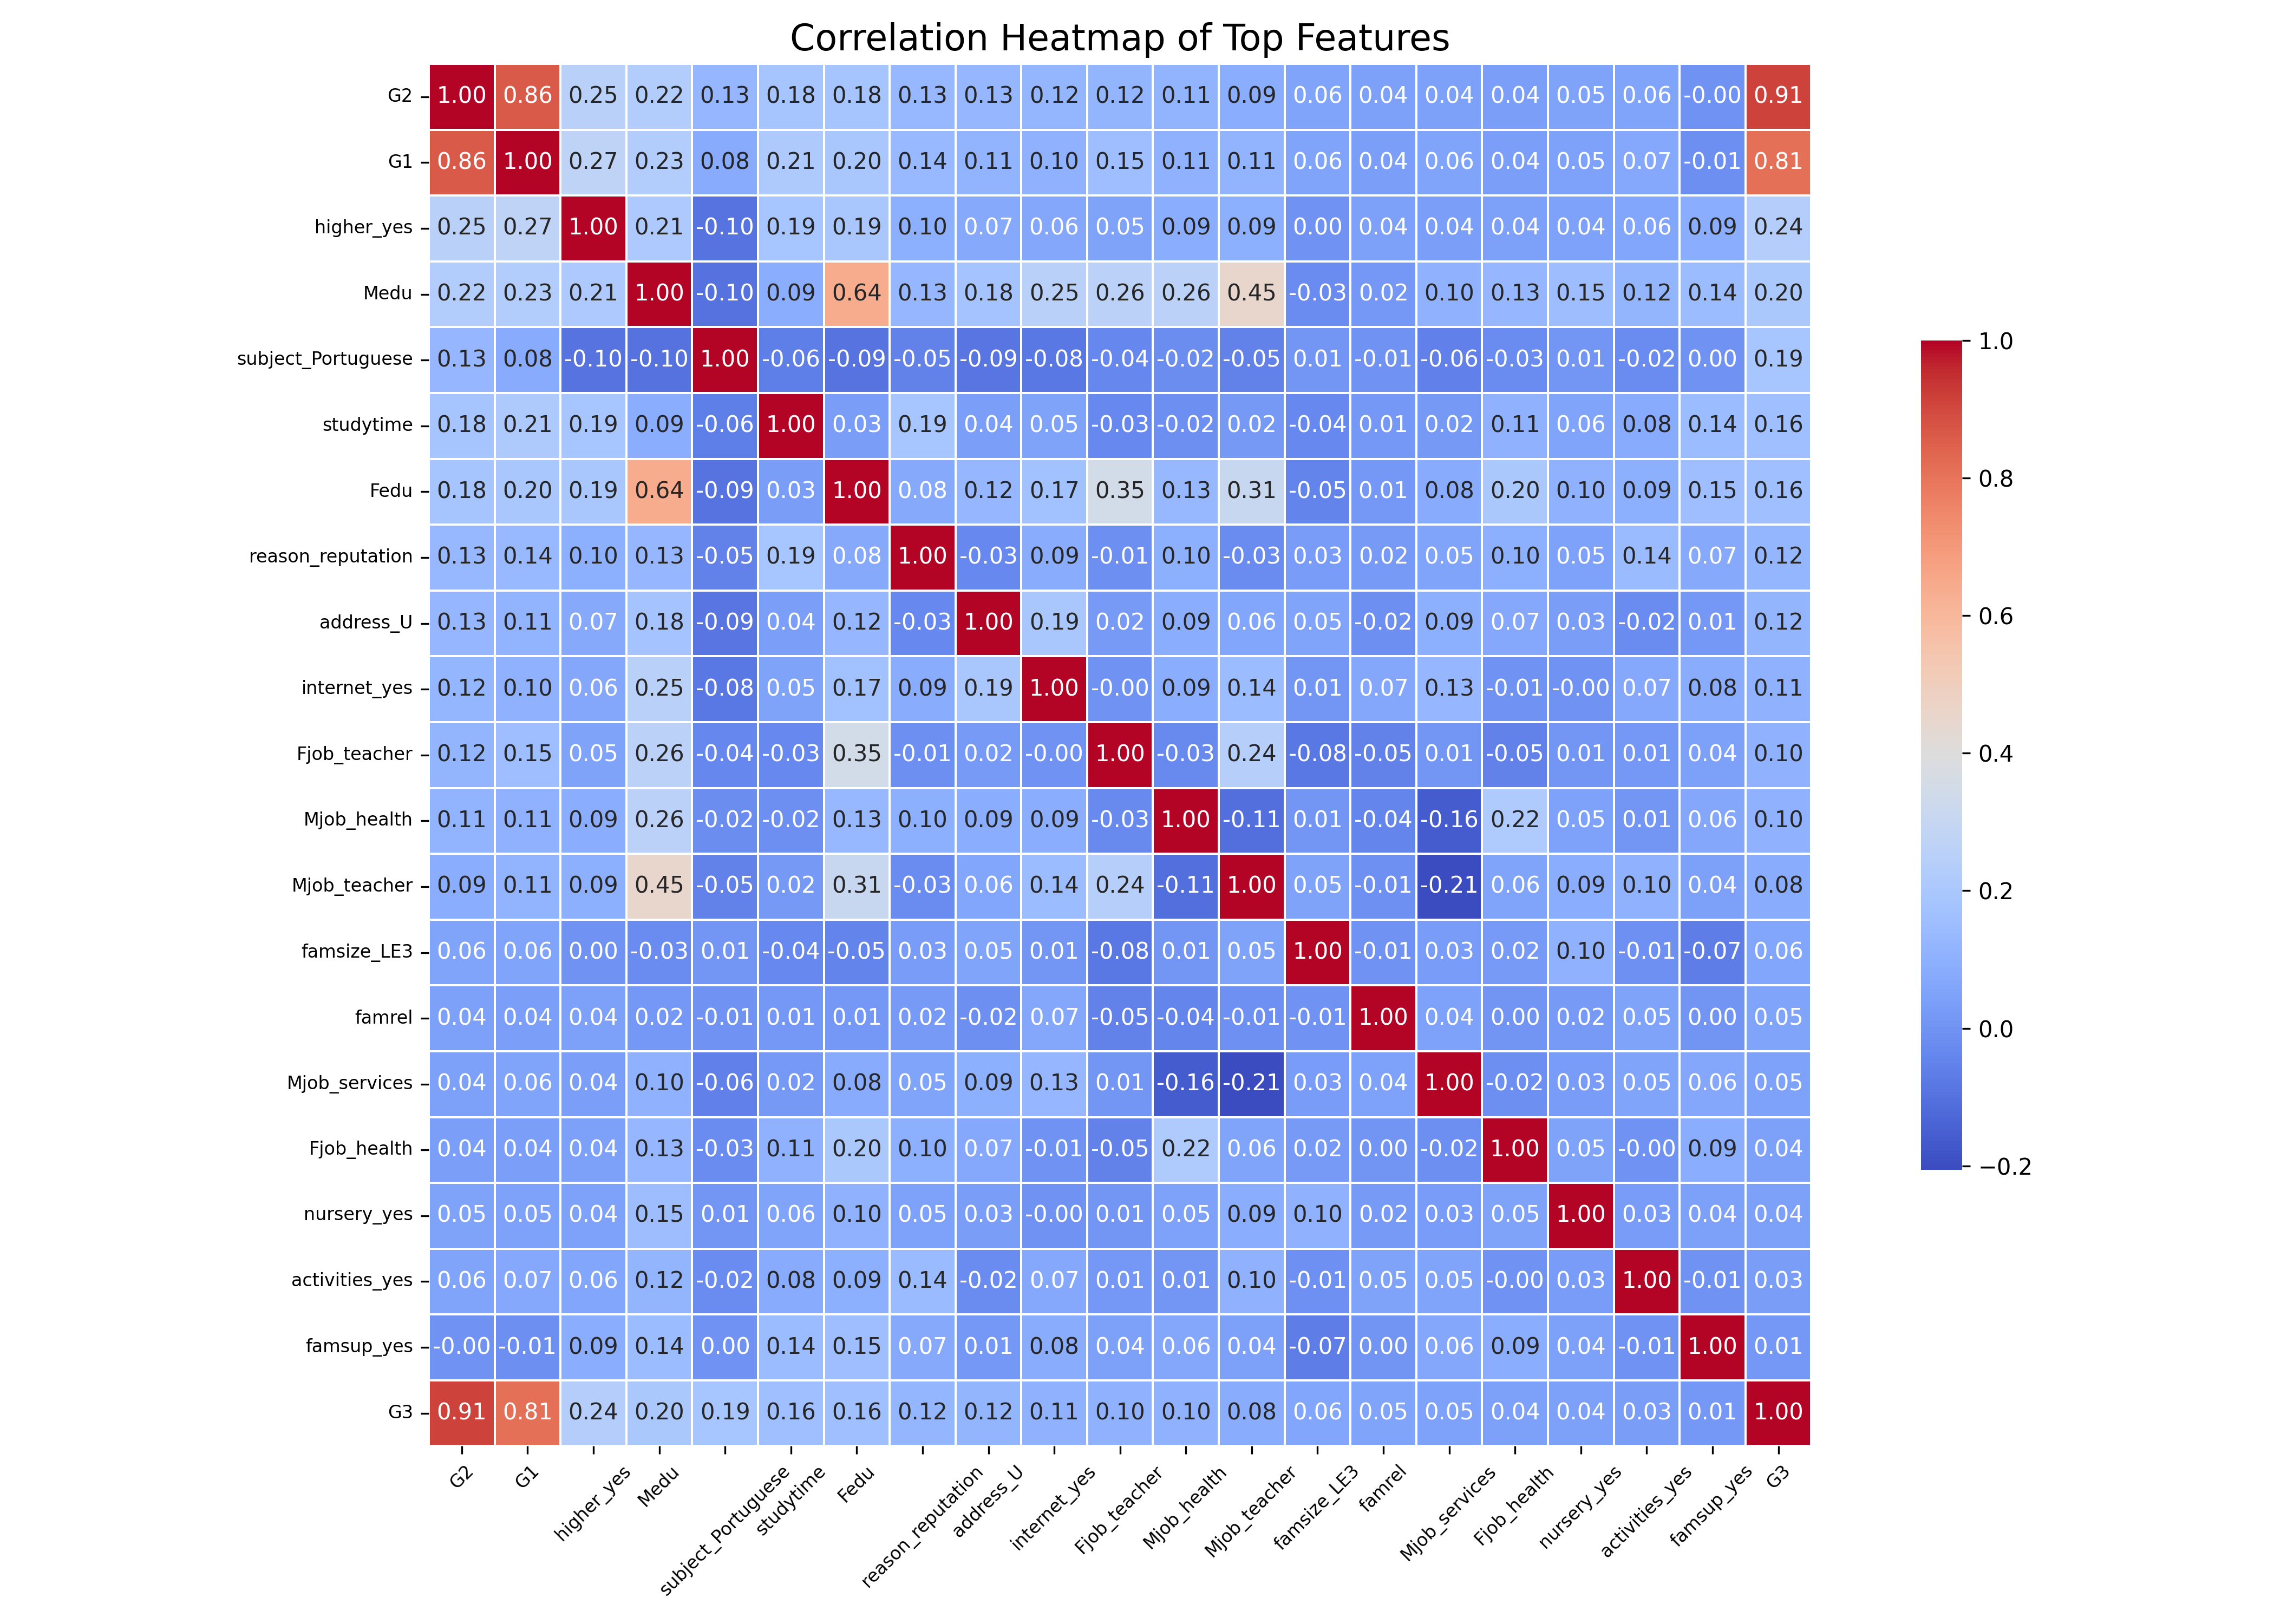 Correlation Heatmap of Top Features
G2 1.00 0.86 0.25 0.22 0.13 0.18 0.18 0.13 0.13 0.12 0.12 0.11 0.09 0.06 0.04 0.04 0.04 0.05 0.06 -0.00 0.91
G1 0.86 1.00 0.27 0.23 0.08 0.21 0.20 0.14 0.11 0.10 0.15 0.11 0.11 0.06 0.04 0.06 0.04 0.05 0.07 -0.01 0.81
higher_yes 0.25 0.27 1.00 0.21 -0.10 0.19 0.19 0.10 0.07 0.06 0.05 0.09 0.09 0.00 0.04 0.04 0.04 0.04 0.06 0.09 0.24
Medu 0.22 0.23 0.21 1.00 -0.10 0.09 0.64 0.13 0.18 0.25 0.26 0.26 0.45 -0.03 0.02 0.10 0.13 0.15 0.12 0.14 0.20
1.0
subject_Portuguese 0.13 0.08 -0.10 -0.10 1.00 -0.06 -0.09 -0.05 -0.09 -0.08 -0.04 -0.02 -0.05 0.01 -0.01 -0.06 -0.03 0.01 -0.02 0.00 0.19
studytime 0.18 0.21 0.19 0.09 -0.06 1.00 0.03 0.19 0.04 0.05 -0.03 -0.02 0.02 -0.04 0.01 0.02 0.11 0.06 0.08 0.14 0.16
0.8
Fedu 0.18 0.20 0.19 0.64 -0.09 0.03 1.00 0.08 0.12 0.17 0.35 0.13 0.31 -0.05 0.01 0.08 0.20 0.10 0.09 0.15 0.16
reason_reputation 0.13 0.14 0.10 0.13 -0.05 0.19 0.08 1.00 -0.03 0.09 -0.01 0.10 -0.03 0.03 0.02 0.05 0.10 0.05 0.14 0.07 0.12
0.6
address_U 0.13 0.11 0.07 0.18 -0.09 0.04 0.12 -0.03 1.00 0.19 0.02 0.09 0.06 0.05 -0.02 0.09 0.07 0.03 -0.02 0.01 0.12
internet_yes 0.12 0.10 0.06 0.25 -0.08 0.05 0.17 0.09 0.19 1.00 -0.00 0.09 0.14 0.01 0.07 0.13 -0.01 -0.00 0.07 0.08 0.11
0.4
Fjob_teacher 0.12 0.15 0.05 0.26 -0.04 -0.03 0.35 -0.01 0.02 -0.00 1.00 -0.03 0.24 -0.08 -0.05 0.01 -0.05 0.01 0.01 0.04 0.10
Mjob_health 0.11 0.11 0.09 0.26 -0.02 -0.02 0.13 0.10 0.09 0.09 -0.03 1.00 -0.11 0.01 -0.04 -0.16 0.22 0.05 0.01 0.06 0.10
Mjob_teacher 0.09 0.11 0.09 0.45 -0.05 0.02 0.31 -0.03 0.06 0.14 0.24 -0.11 1.00 0.05 -0.01 -0.21 0.06 0.09 0.10 0.04 0.08
0.2
famsize_LE3 0.06 0.06 0.00 -0.03 0.01 -0.04 -0.05 0.03 0.05 0.01 -0.08 0.01 0.05 1.00 -0.01 0.03 0.02 0.10 -0.01 -0.07 0.06
famrel 0.04 0.04 0.04 0.02 -0.01 0.01 0.01 0.02 -0.02 0.07 -0.05 -0.04 -0.01 -0.01 1.00 0.04 0.00 0.02 0.05 0.00 0.05
0.0
Mjob_services 0.04 0.06 0.04 0.10 -0.06 0.02 0.08 0.05 0.09 0.13 0.01 -0.16 -0.21 0.03 0.04 1.00 -0.02 0.03 0.05 0.06 0.05
Fjob_health 0.04 0.04 0.04 0.13 -0.03 0.11 0.20 0.10 0.07 -0.01 -0.05 0.22 0.06 0.02 0.00 -0.02 1.00 0.05 -0.00 0.09 0.04
−0.2
nursery_yes 0.05 0.05 0.04 0.15 0.01 0.06 0.10 0.05 0.03 -0.00 0.01 0.05 0.09 0.10 0.02 0.03 0.05 1.00 0.03 0.04 0.04
activities_yes 0.06 0.07 0.06 0.12 -0.02 0.08 0.09 0.14 -0.02 0.07 0.01 0.01 0.10 -0.01 0.05 0.05 -0.00 0.03 1.00 -0.01 0.03
famsup_yes -0.00 -0.01 0.09 0.14 0.00 0.14 0.15 0.07 0.01 0.08 0.04 0.06 0.04 -0.07 0.00 0.06 0.09 0.04 -0.01 1.00 0.01
G3 0.91 0.81 0.24 0.20 0.19 0.16 0.16 0.12 0.12 0.11 0.10 0.10 0.08 0.06 0.05 0.05 0.04 0.04 0.03 0.01 1.00
G2 G1 higher_yes Medu subject_Portuguese studytime Fedu reason_reputation address_U internet_yes Fjob_teacher Mjob_health Mjob_teacher famsize_LE3 famrel Mjob_services Fjob_health nursery_yes activities_yes famsup_yes G3